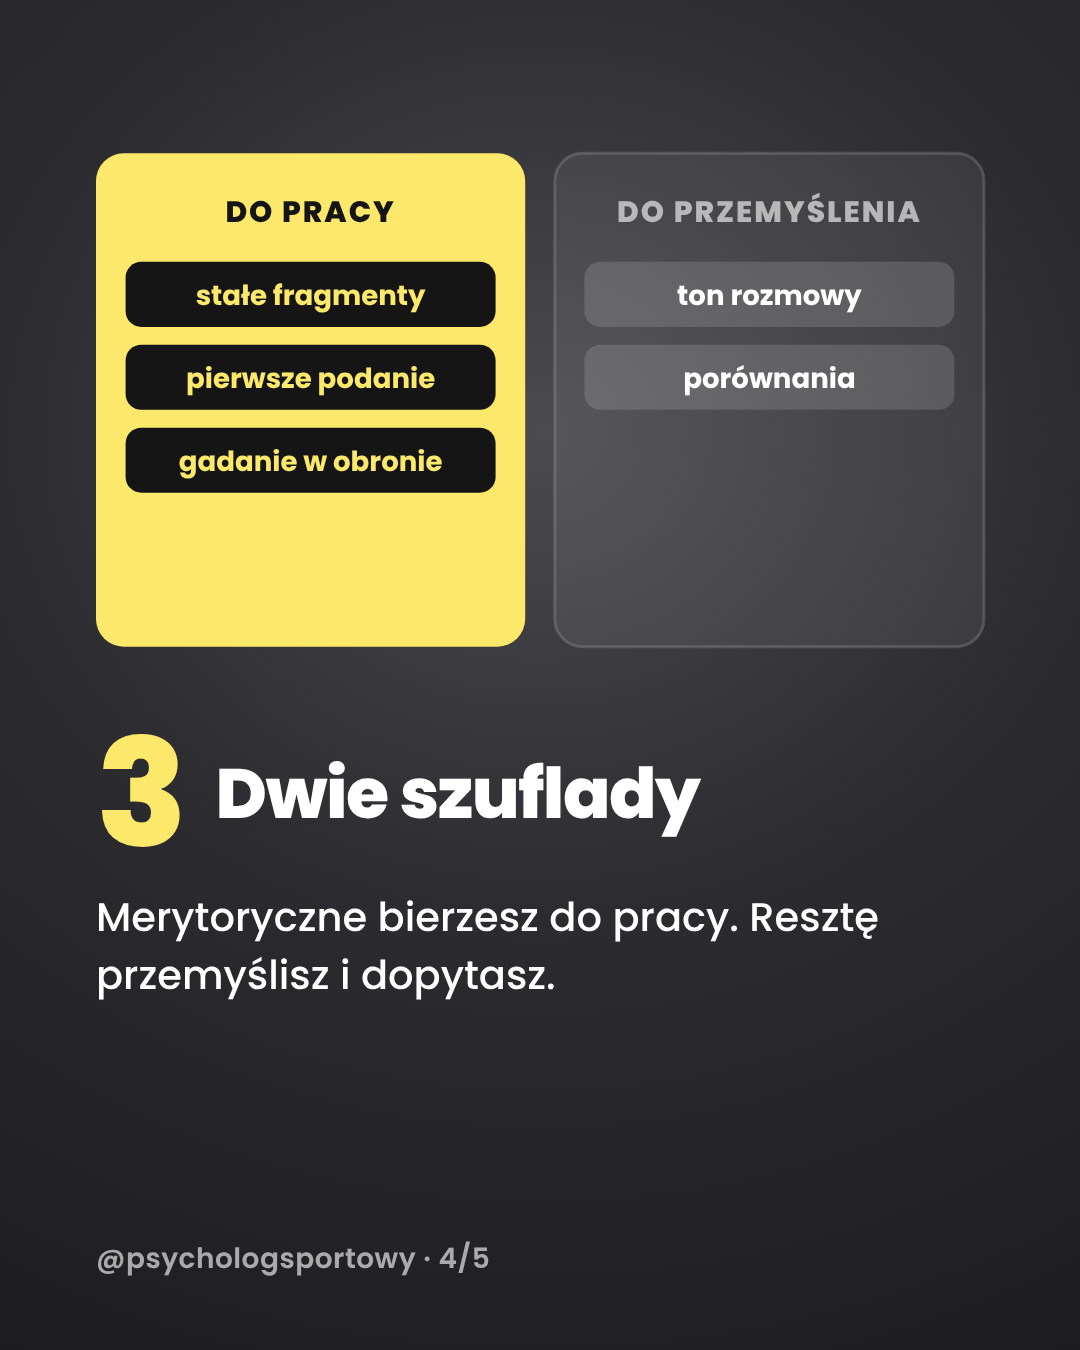 DO PRACY
stałe fragmenty
pierwsze podanie
gadanie w obronie
DO PRZEMYŚLENIA
ton rozmowy
porównania
3 Dwie szuflady
Merytoryczne bierzesz do pracy. Resztę
przemyślisz i dopytasz.
@psychologsportowy · 4/5